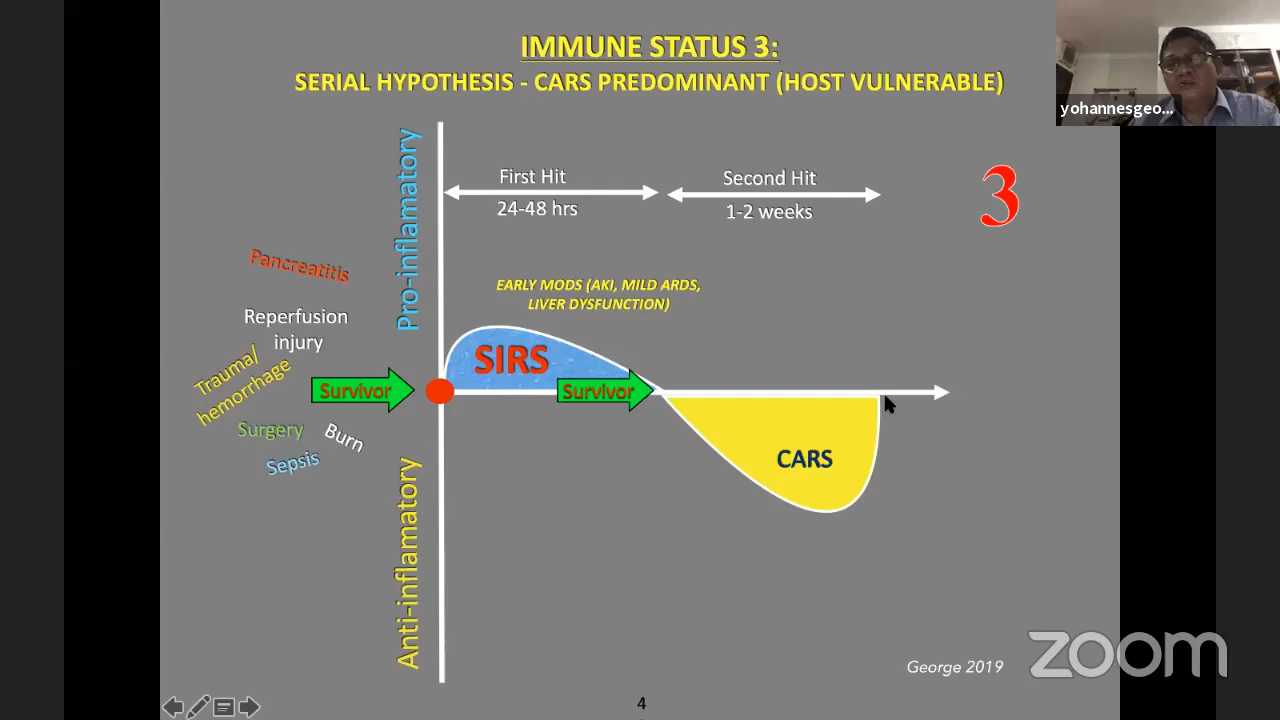 IMMUNE STATUS 3:
SERIAL HYPOTHESIS - CARS PREDOMINANT (HOST VULNERABLE)
yohannesgeo...
Pro-inflamatory
First Hit
24-48 hrs
Second Hit
1-2 weeks
3
Pancreatitis
Reperfusion
injury
Trauma/
hemorrhage
Surgery
Burn
Sepsis
EARLY MODS (AKI, MILD ARDS,
LIVER DYSFUNCTION)
SIRS
Survivor
Survivor
CARS
Anti-inflamatory
George 2019
zoom
4